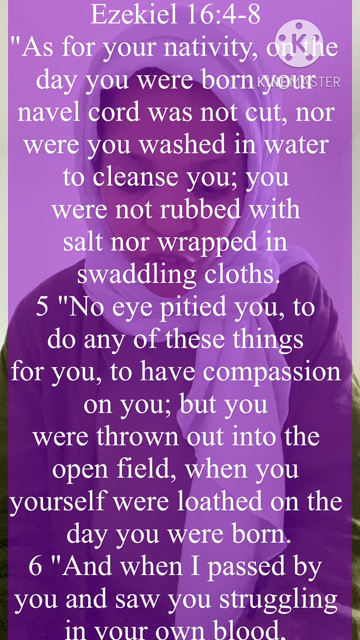 Ezekiel 16:4-8
"As for your nativity, on the
day you were born your
navel cord was not cut, nor
were you washed in water
to cleanse you; you
were not rubbed with
salt nor wrapped in
swaddling cloths.
5 "No eye pitied you, to
do any of these things
for you, to have compassion
on you; but you
were thrown out into the
open field, when you
yourself were loathed on the
day you were born.
6 "And when I passed by
you and saw you struggling
in your own blood,
K
KINEMASTER